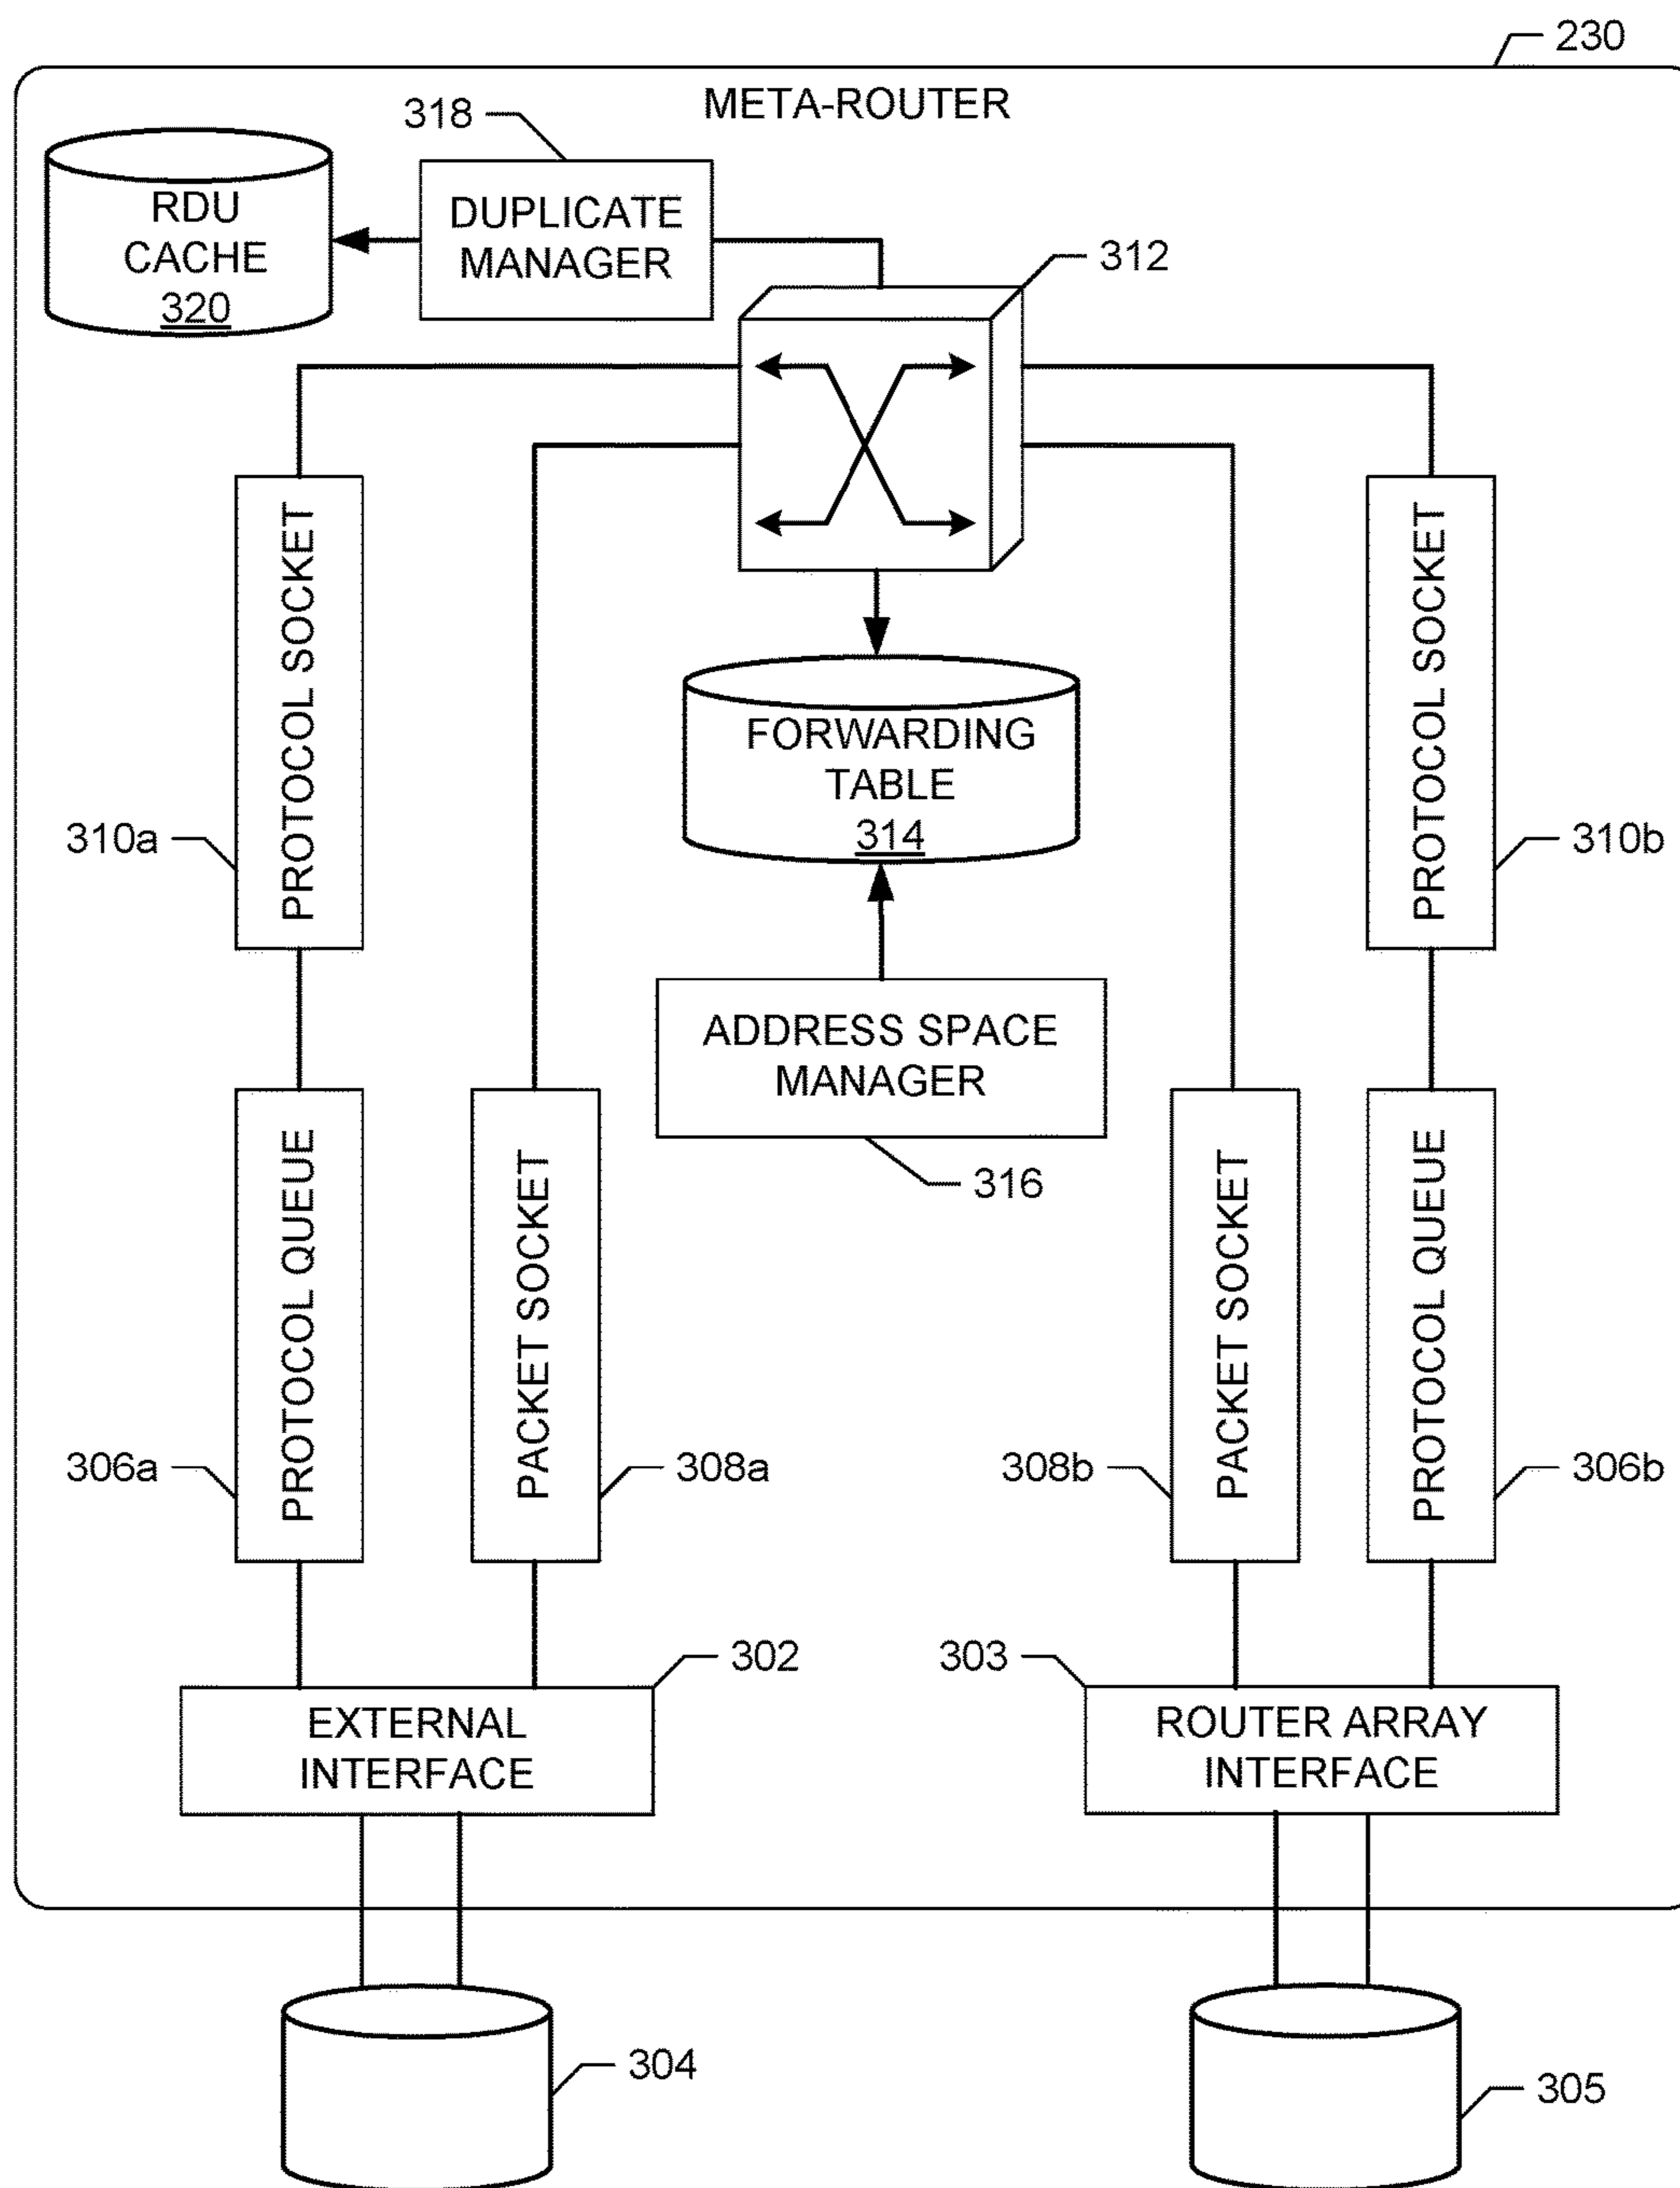 230
META-ROUTER
318
RDU
CACHE
320
DUPLICATE
MANAGER
312
PROTOCOL SOCKET
310a
FORWARDING
TABLE
314
PROTOCOL SOCKET
310b
ADDRESS SPACE
MANAGER
316
PROTOCOL QUEUE
306a
PACKET SOCKET
308a
PACKET SOCKET
308b
PROTOCOL QUEUE
306b
302
EXTERNAL
INTERFACE
303
ROUTER ARRAY
INTERFACE
304
305